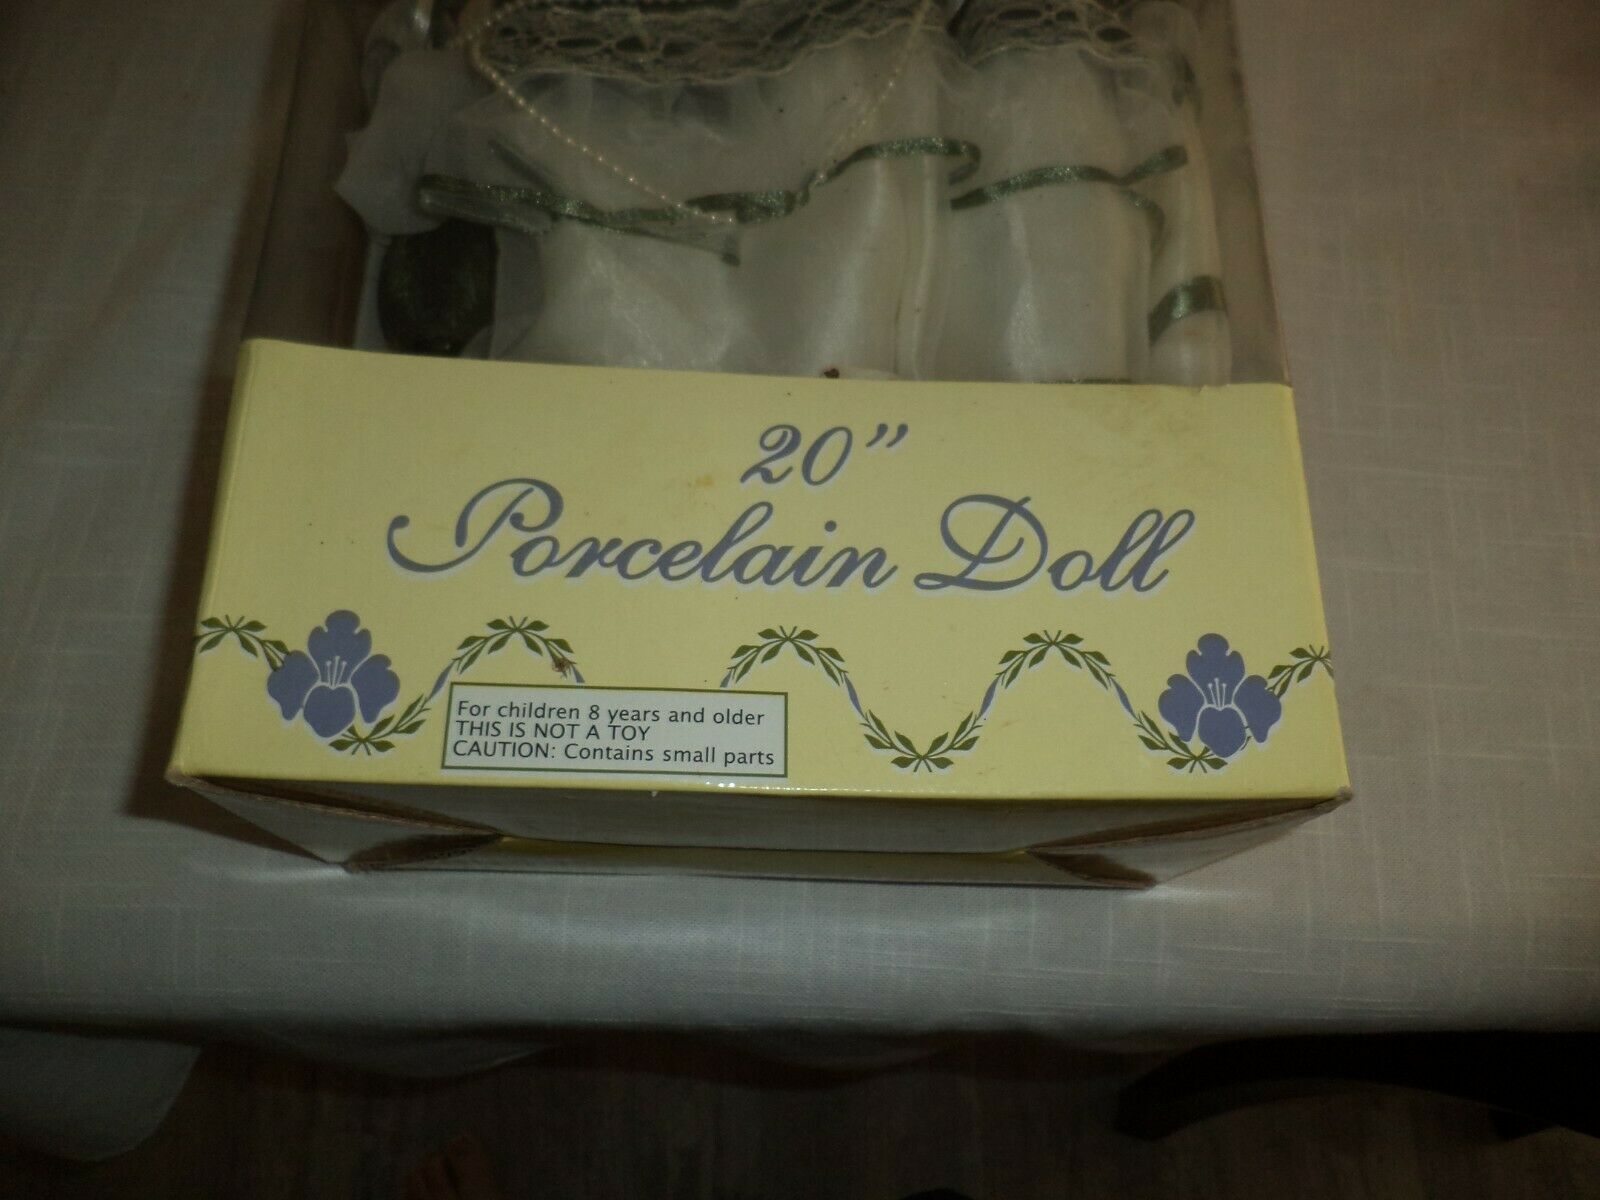 20"
Porcelain Doll
For children 8 years and older
THIS IS NOT A TOY
CAUTION: Contains small parts